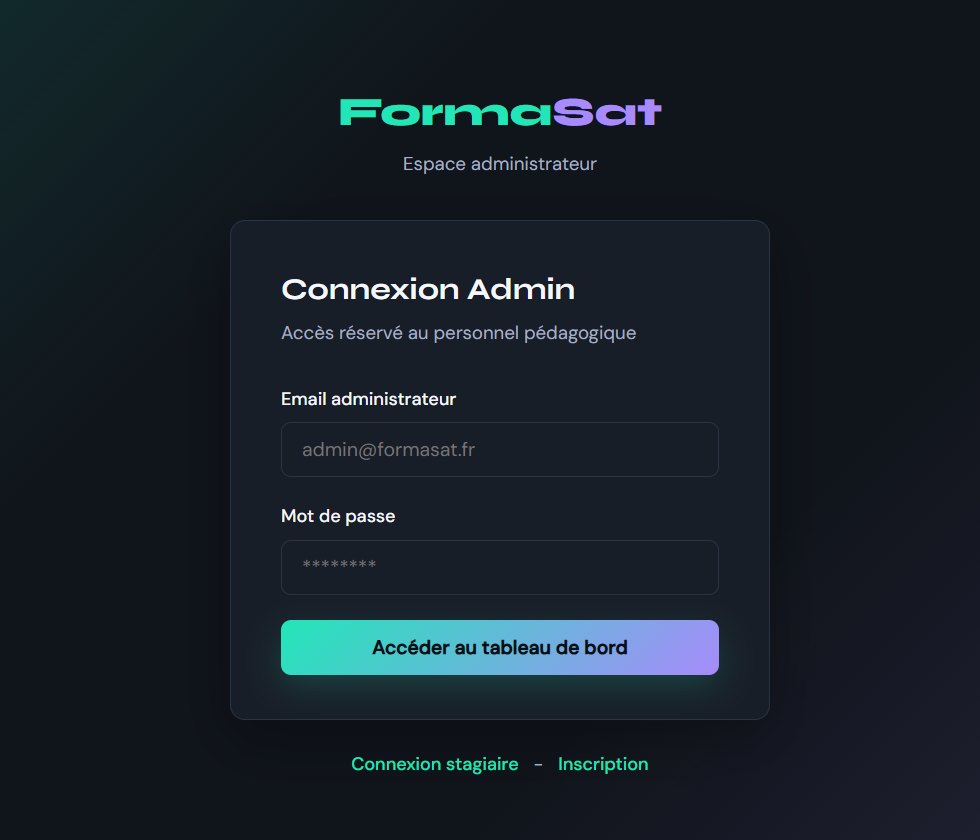 FormaSat
Espace administrateur
Connexion Admin
Accès réservé au personnel pédagogique
Email administrateur
admin@formasat.fr
Mot de passe
********
Accéder au tableau de bord
Connexion stagiaire - Inscription